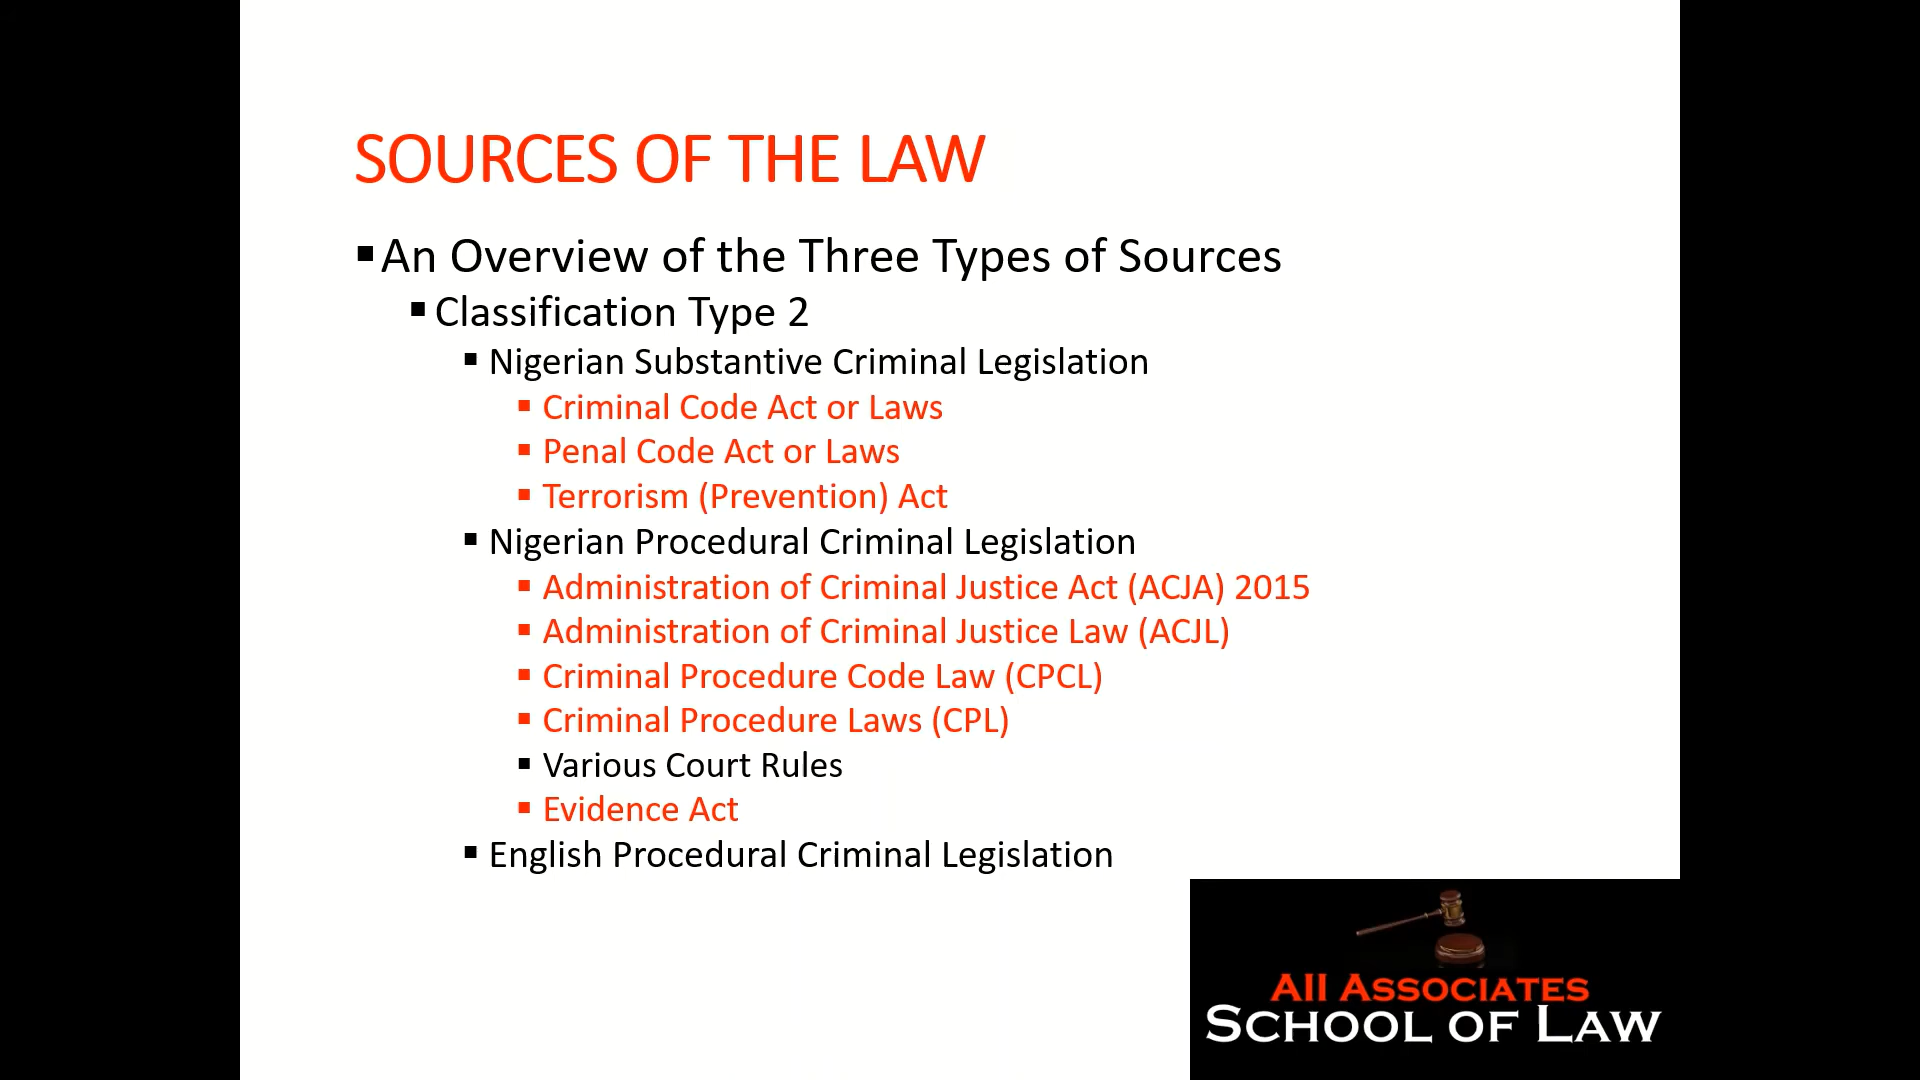 SOURCES OF THE LAW
▪An Overview of the Three Types of Sources
▪ Classification Type 2
▪ Nigerian Substantive Criminal Legislation
▪ Criminal Code Act or Laws
▪ Penal Code Act or Laws
▪ Terrorism (Prevention) Act
▪ Nigerian Procedural Criminal Legislation
▪ Administration of Criminal Justice Act (ACJA) 2015
▪ Administration of Criminal Justice Law (ACJL)
▪ Criminal Procedure Code Law (CPCL)
▪ Criminal Procedure Laws (CPL)
▪ Various Court Rules
▪ Evidence Act
▪ English Procedural Criminal Legislation
All Associates
School of Law